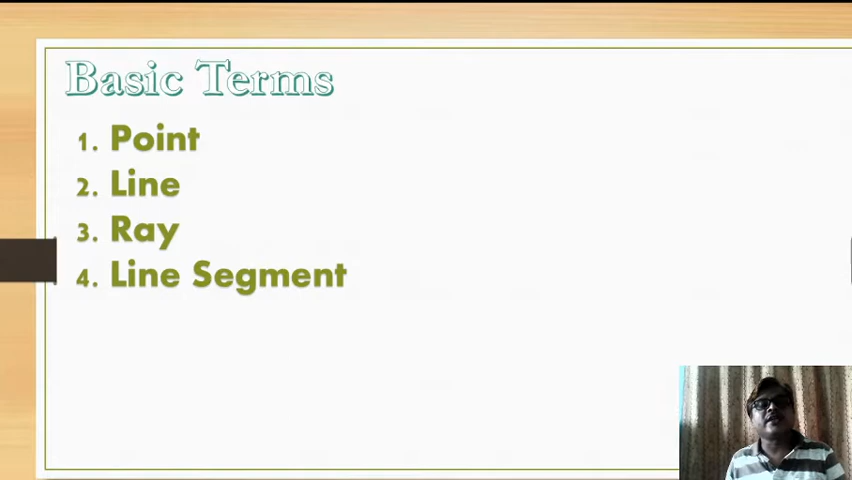 Basic Terms
1. Point
2. Line
3. Ray
4. Line Segment